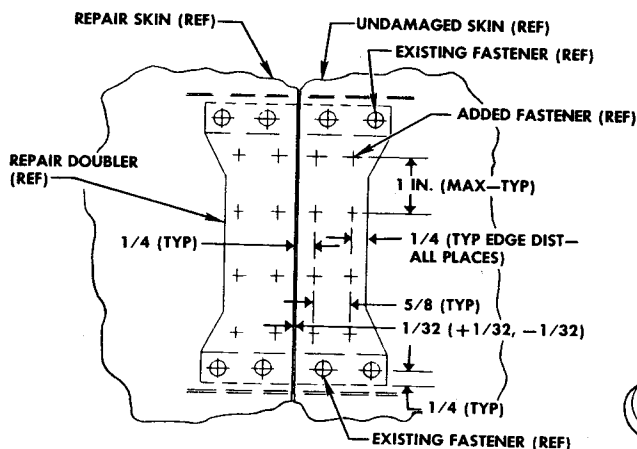 REPAIR SKIN (REF)
UNDAMAGED SKIN (REF)
EXISTING FASTENER (REF)
ADDED FASTENER (REF)
REPAIR DOUBLER
(REF)
1 IN. (MAX—TYP)
1/4 (TYP)
1/4 (TYP EDGE DIST—
ALL PLACES)
5/8 (TYP)
1/32 (+1/32, −1/32)
1/4 (TYP)
EXISTING FASTENER (REF)